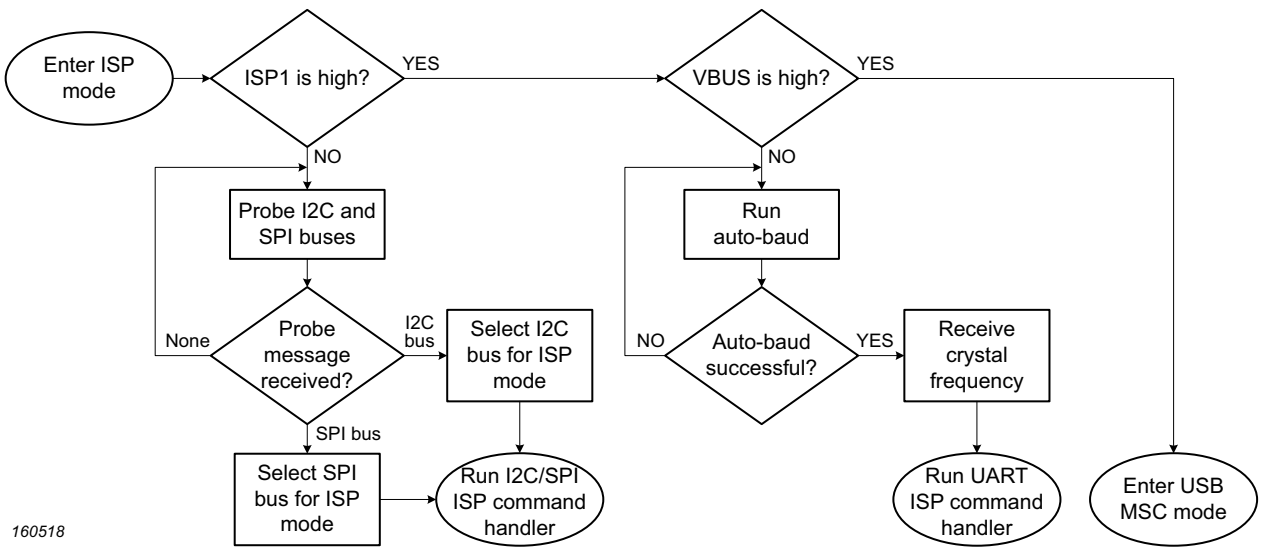 Enter ISP
mode
ISP1 is high?
YES
VBUS is high?
YES
NO
NO
Probe I2C and
SPI buses
Run
auto-baud
None
Probe
message
received?
I2C
bus
Select I2C
bus for ISP
mode
NO
Auto-baud
successful?
YES
Receive
crystal
frequency
SPI bus
Select SPI
bus for ISP
mode
Run I2C/SPI
ISP command
handler
Run UART
ISP command
handler
Enter USB
MSC mode
160518